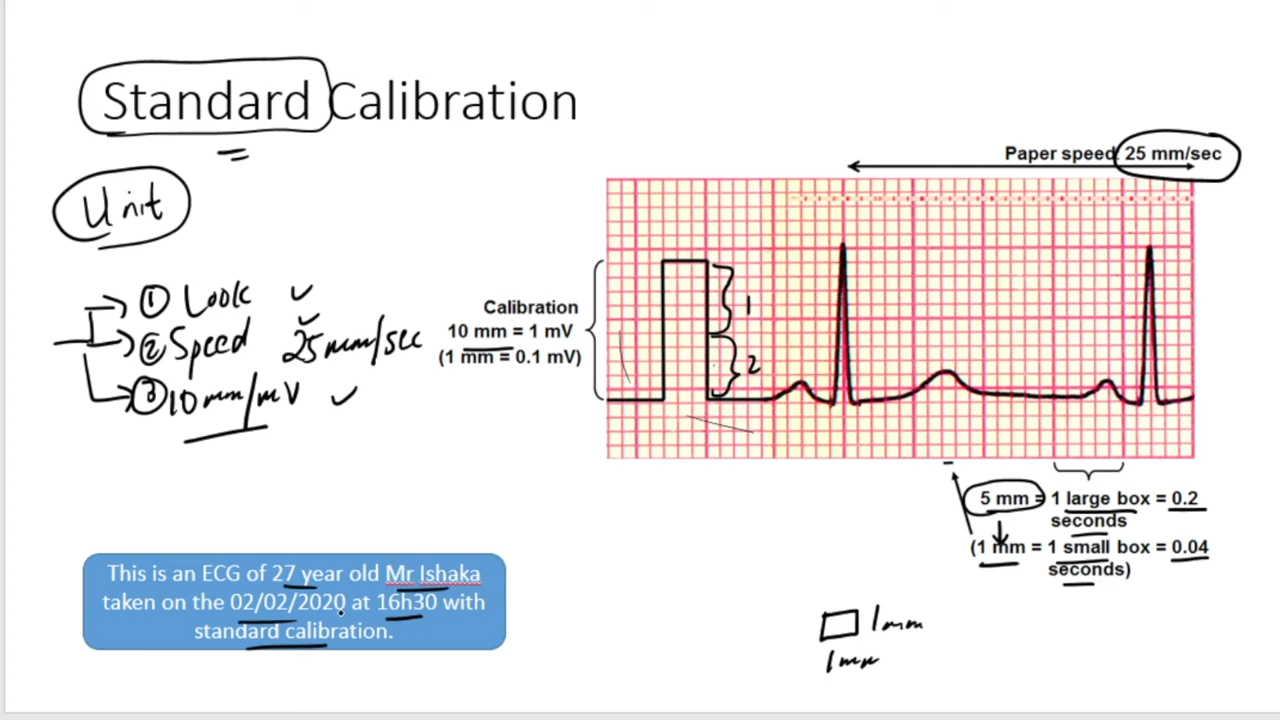 Standard Calibration
Unit
① Look ✓
② Speed 25mm/sec ✓
③ 10 mm/mV ✓
Paper speed 25 mm/sec
Calibration
10 mm = 1 mV
(1 mm = 0.1 mV)
1
2
5 mm = 1 large box = 0.2
seconds
(1 mm = 1 small box = 0.04
seconds)
This is an ECG of 27 year old Mr Ishaka
taken on the 02/02/2020 at 16h30 with
standard calibration.
1mm
1mm